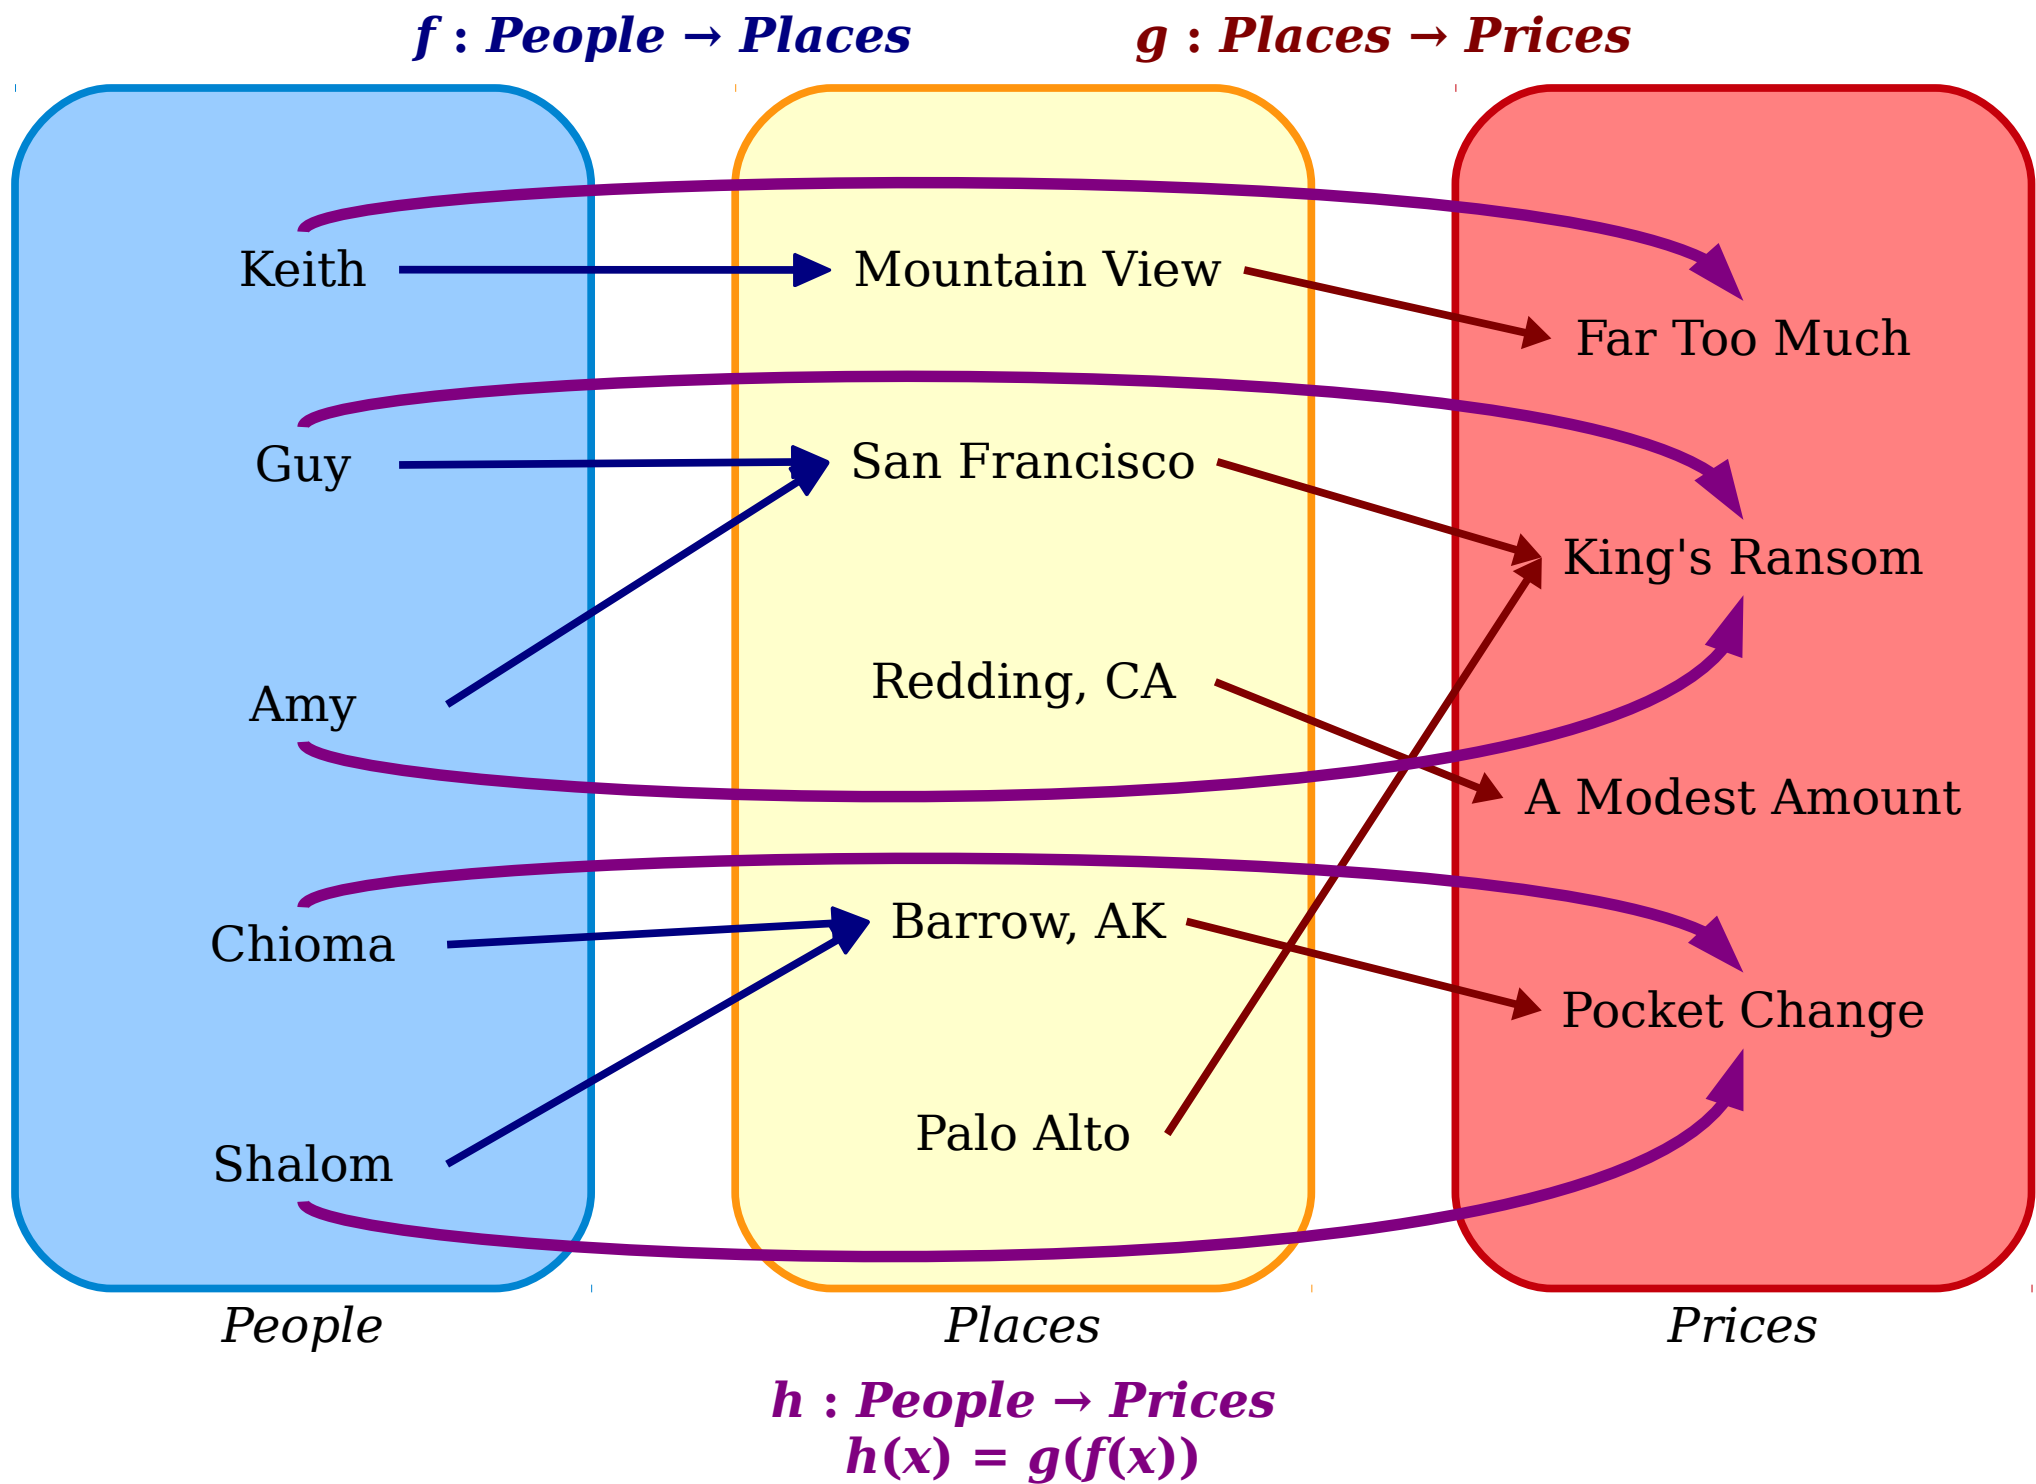 f : People → Places
g : Places → Prices
Keith
Guy
Amy
Chioma
Shalom
Mountain View
San Francisco
Redding, CA
Barrow, AK
Palo Alto
Far Too Much
King's Ransom
A Modest Amount
Pocket Change
People
Places
Prices
h : People → Prices
h(x) = g(f(x))